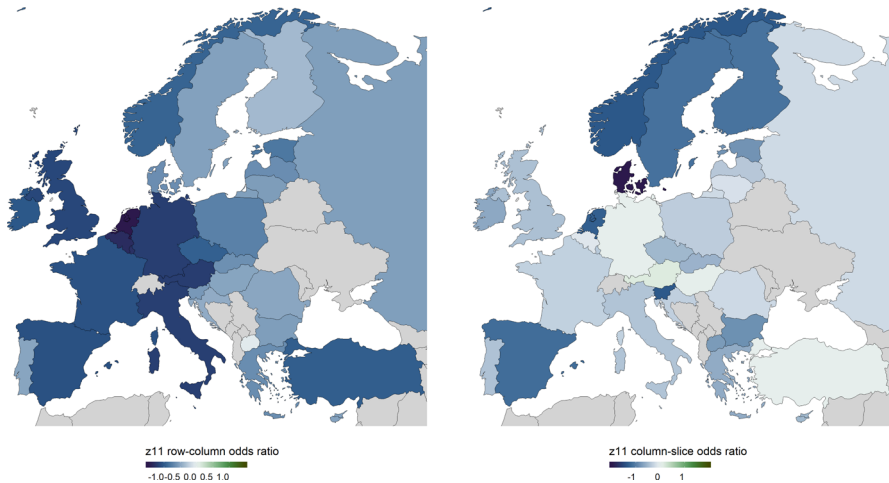 z11 row-column odds ratio
-1.0-0.5 0.0 0.5 1.0
z11 column-slice odds ratio
-1 0 1